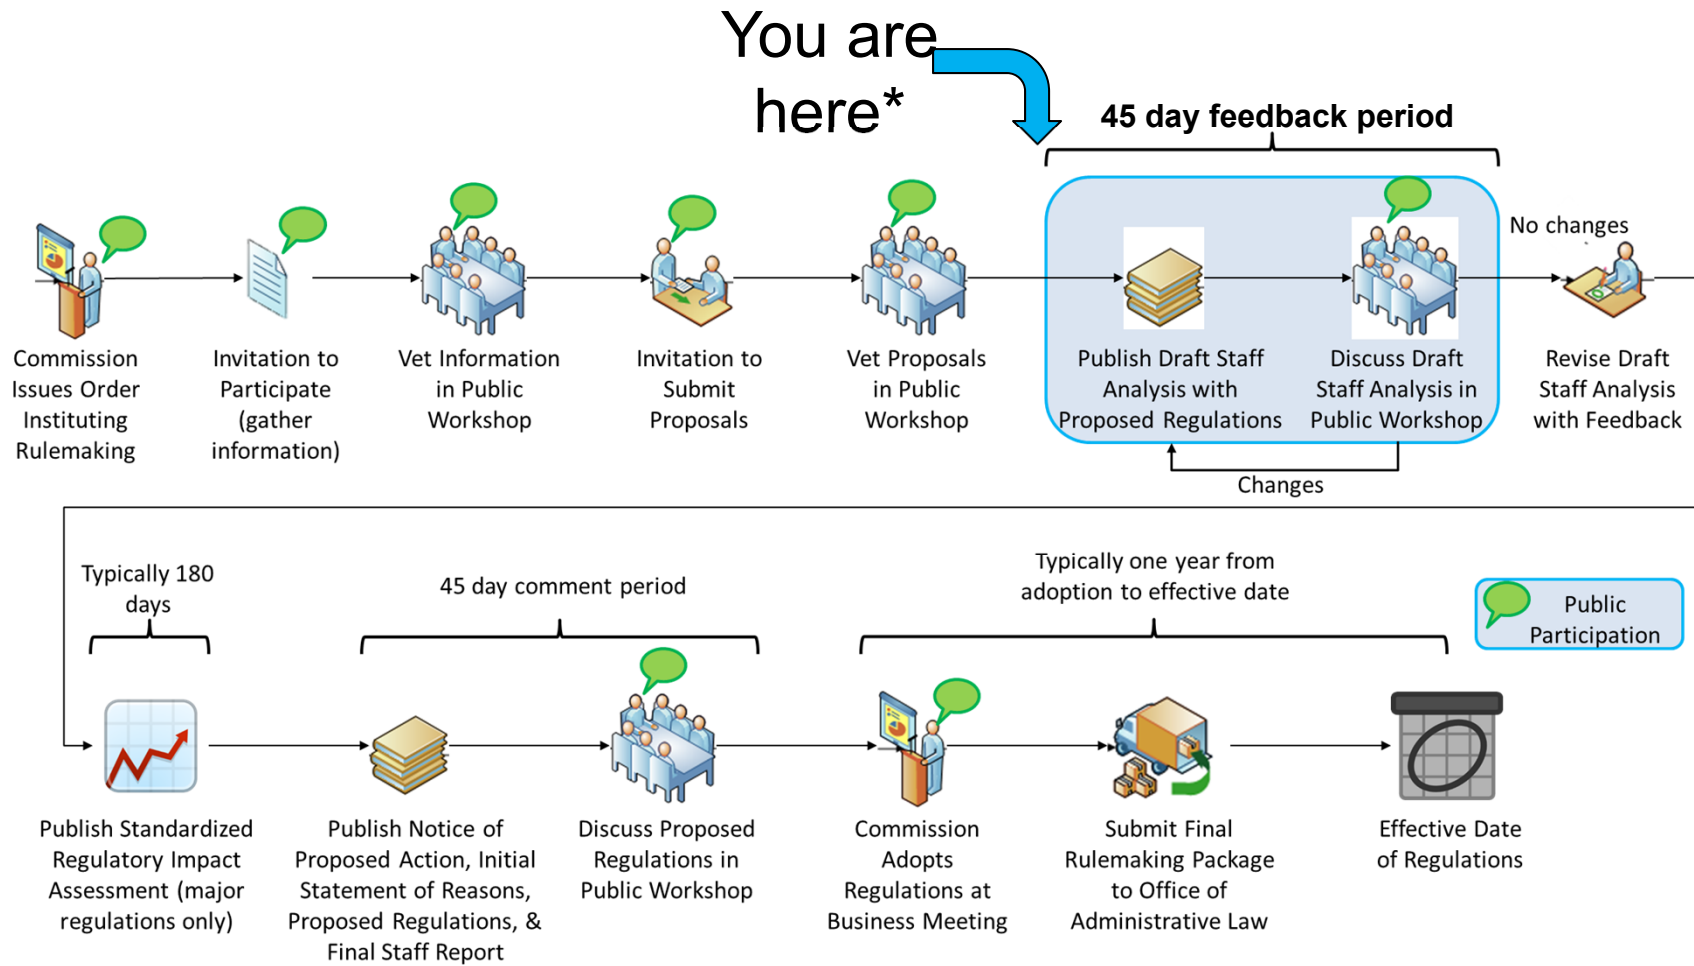 You are
here*
45 day feedback period
No changes
Commission
Issues Order
Instituting
Rulemaking
Invitation to
Participate
(gather
information)
Vet Information
in Public
Workshop
Invitation to
Submit
Proposals
Vet Proposals
in Public
Workshop
Publish Draft Staff
Analysis with
Proposed Regulations
Discuss Draft
Staff Analysis in
Public Workshop
Revise Draft
Staff Analysis
with Feedback
Changes
Typically 180
days
45 day comment period
Typically one year from
adoption to effective date
Public
Participation
Publish Standardized
Regulatory Impact
Assessment (major
regulations only)
Publish Notice of
Proposed Action, Initial
Statement of Reasons,
Proposed Regulations, &
Final Staff Report
Discuss Proposed
Regulations in
Public Workshop
Commission
Adopts
Regulations at
Business Meeting
Submit Final
Rulemaking Package
to Office of
Administrative Law
Effective Date
of Regulations